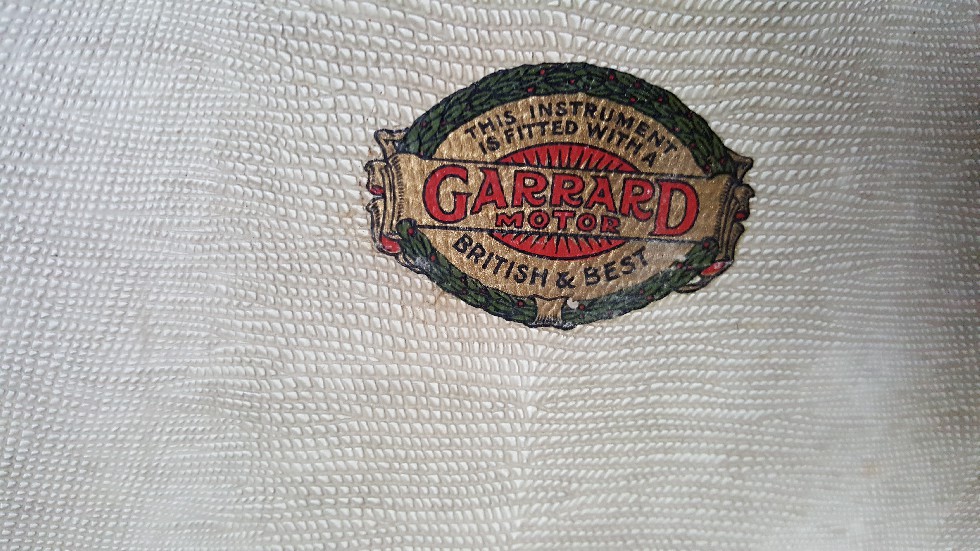 THIS INSTRUMENT
IS FITTED WITH A
GARRARD
MOTOR
BRITISH & BEST